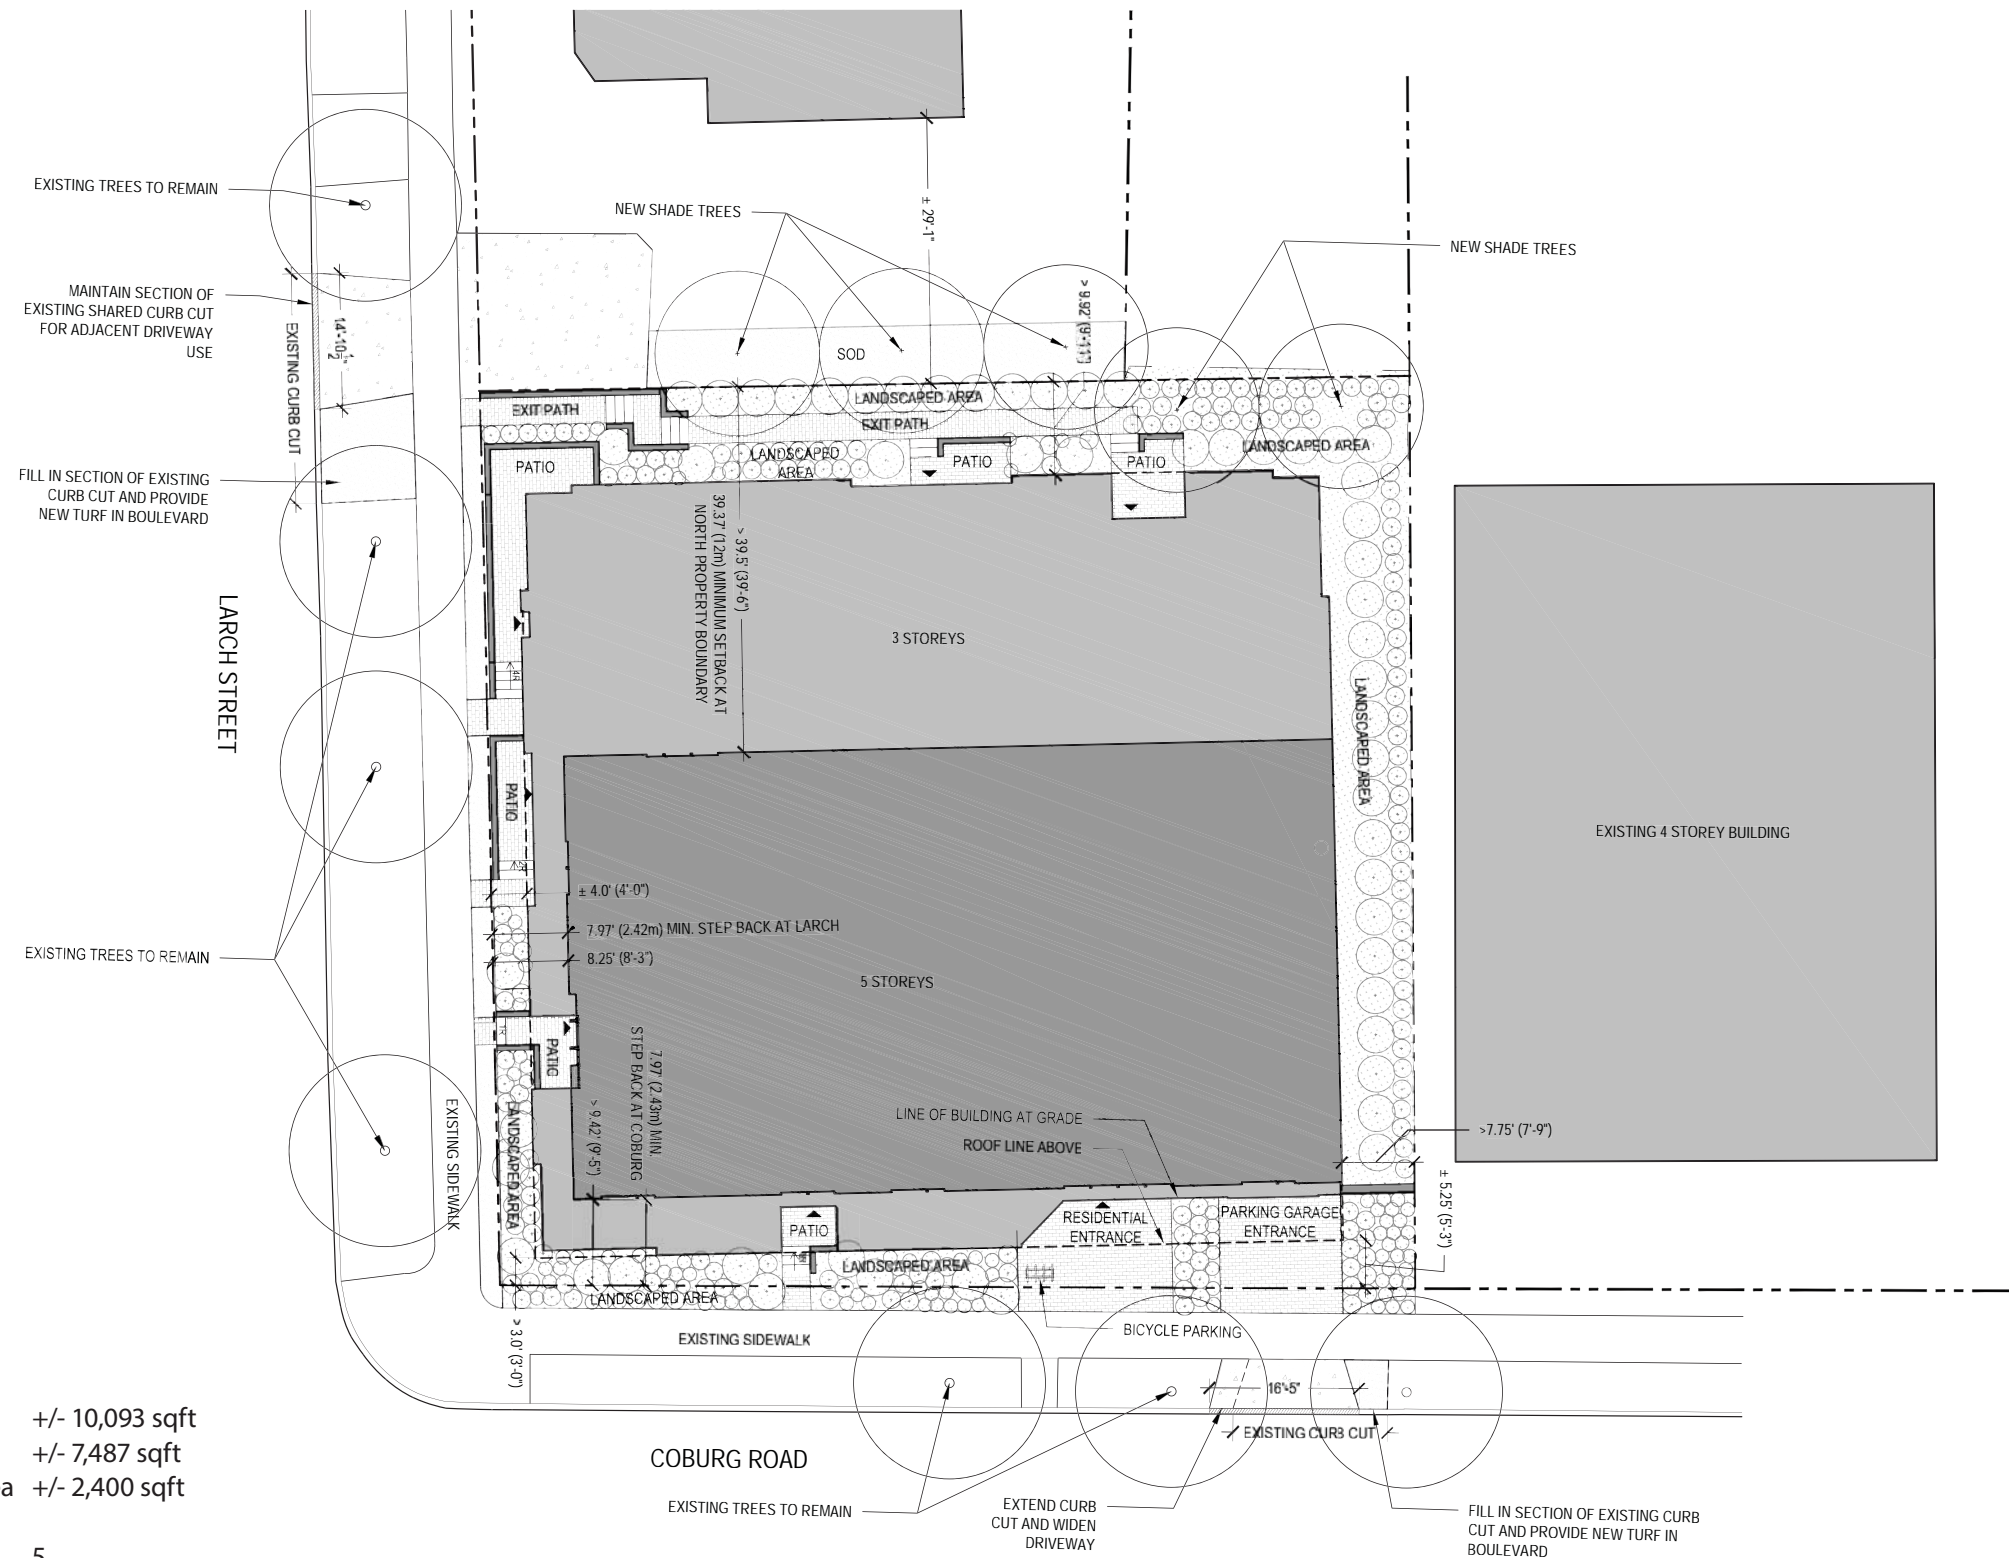 EXISTING TREES TO REMAIN
NEW SHADE TREES
± 29'-1"
NEW SHADE TREES
MAINTAIN SECTION OF
EXISTING SHARED CURB CUT
FOR ADJACENT DRIVEWAY
USE
14'-10 1/2"
EXISTING CURB CUT
SOD
LANDSCAPED AREA
EXIT PATH
EXIT PATH
LANDSCAPED AREA
LANDSCAPED
AREA
PATIO
PATIO
PATIO
FILL IN SECTION OF EXISTING
CURB CUT AND PROVIDE
NEW TURF IN BOULEVARD
> 39.5' (39'-6")
39.37' (12m) MINIMUM SETBACK AT
NORTH PROPERTY BOUNDARY
LARCH STREET
3 STOREYS
4R
LANDSCAPED AREA
PATIO
EXISTING 4 STOREY BUILDING
± 4.0' (4'-0")
7.97' (2.42m) MIN. STEP BACK AT LARCH
8.25' (8'-3")
EXISTING TREES TO REMAIN
5 STOREYS
1R
PATIO
7.97' (2.43m) MIN.
STEP BACK AT COBURG
> 9.42' (9'-5")
LINE OF BUILDING AT GRADE
ROOF LINE ABOVE
>7.75' (7'-9")
± 5.25' (5'-3")
EXISTING SIDEWALK
LANDSCAPED AREA
RESIDENTIAL
ENTRANCE
PARKING GARAGE
ENTRANCE
PATIO
LANDSCAPED AREA
LANDSCAPED AREA
> 3.0' (3'-0")
EXISTING SIDEWALK
BICYCLE PARKING
16'-5"
EXISTING CURB CUT
COBURG ROAD
EXISTING TREES TO REMAIN
EXTEND CURB
CUT AND WIDEN
DRIVEWAY
FILL IN SECTION OF EXISTING CURB
CUT AND PROVIDE NEW TURF IN
BOULEVARD
+/- 10,093 sqft
+/- 7,487 sqft
a +/- 2,400 sqft
5